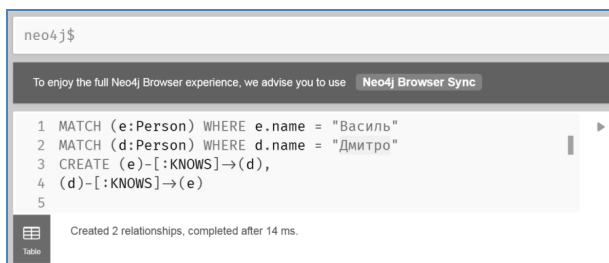 neo4j$
To enjoy the full Neo4j Browser experience, we advise you to use Neo4j Browser Sync
1 MATCH (e:Person) WHERE e.name = "Василь"
2 MATCH (d:Person) WHERE d.name = "Дмитро"
3 CREATE (e)-[:KNOWS]→(d),
4 (d)-[:KNOWS]→(e)
5
Created 2 relationships, completed after 14 ms.
Table